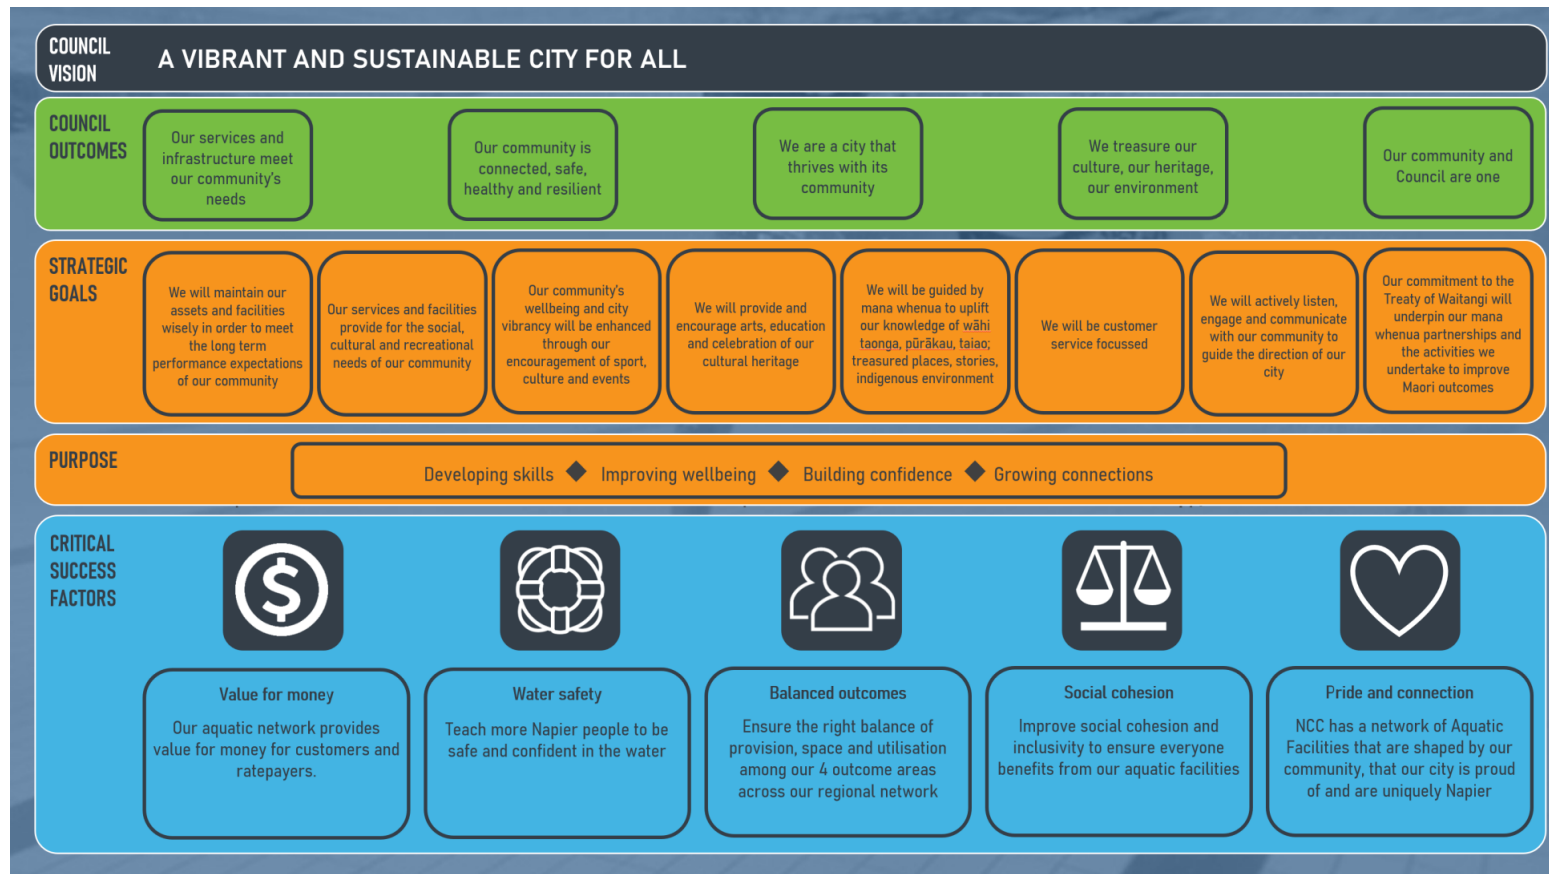 COUNCIL
VISION
A VIBRANT AND SUSTAINABLE CITY FOR ALL
COUNCIL
OUTCOMES
Our services and
infrastructure meet
our community's
needs
Our community is
connected, safe,
healthy and resilient
We are a city that
thrives with its
community
We treasure our
culture, our heritage,
our environment
Our community and
Council are one
STRATEGIC
GOALS
We will maintain our
assets and facilities
wisely in order to meet
the long term
performance expectations
of our community
Our services and facilities
provide for the social,
cultural and recreational
needs of our community
Our community's
wellbeing and city
vibrancy will be enhanced
through our
encouragement of sport,
culture and events
We will provide and
encourage arts, education
and celebration of our
cultural heritage
We will be guided by
mana whenua to uplift
our knowledge of wāhi
taonga, pūrākau, taiao;
treasured places, stories,
indigenous environment
We will be customer
service focussed
We will actively listen,
engage and communicate
with our community to
guide the direction of our
city
Our commitment to the
Treaty of Waitangi will
underpin our mana
whenua partnerships and
the activities we
undertake to improve
Maori outcomes
PURPOSE
Developing skills ◆ Improving wellbeing ◆ Building confidence ◆ Growing connections
CRITICAL
SUCCESS
FACTORS
Value for money
Our aquatic network provides
value for money for customers and
ratepayers.
Water safety
Teach more Napier people to be
safe and confident in the water
Balanced outcomes
Ensure the right balance of
provision, space and utilisation
among our 4 outcome areas
across our regional network
Social cohesion
Improve social cohesion and
inclusivity to ensure everyone
benefits from our aquatic facilities
Pride and connection
NCC has a network of Aquatic
Facilities that are shaped by our
community, that our city is proud
of and are uniquely Napier